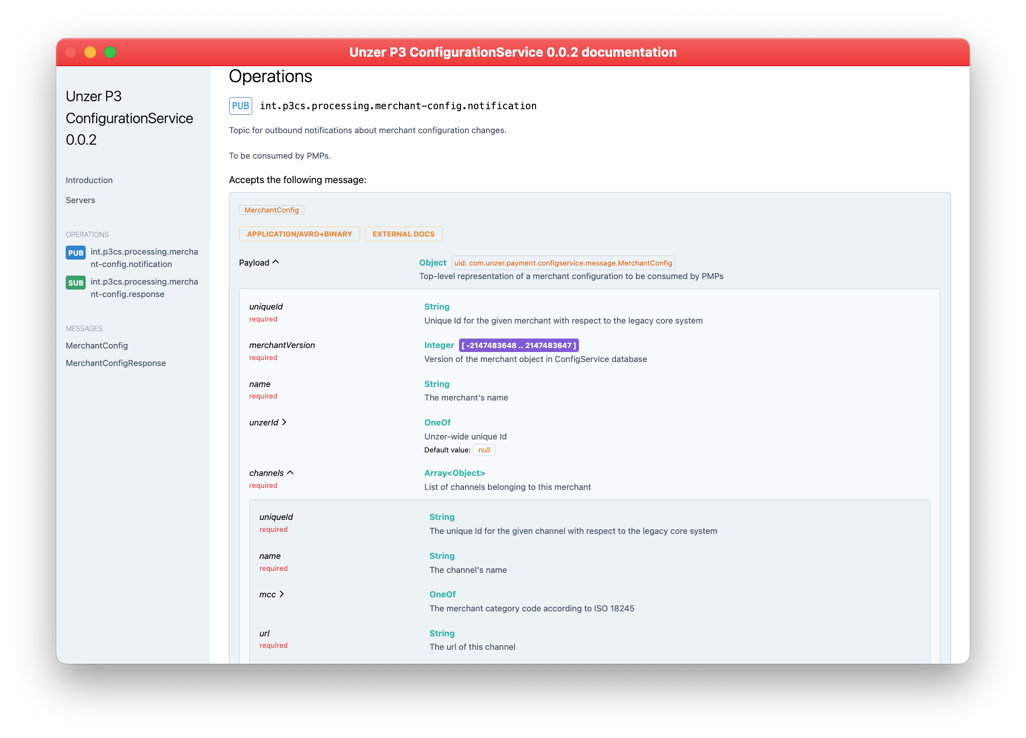 Unzer P3 ConfigurationService 0.0.2 documentation
Unzer P3
ConfigurationService
0.0.2
Introduction
Servers
OPERATIONS
PUB int.p3cs.processing.mercha
nt-config.notification
SUB int.p3cs.processing.mercha
nt-config.response
MESSAGES
MerchantConfig
MerchantConfigResponse
Operations
PUB int.p3cs.processing.merchant-config.notification
Topic for outbound notifications about merchant configuration changes.
To be consumed by PMPs.
Accepts the following message:
MerchantConfig
APPLICATION/AVRO+BINARY EXTERNAL DOCS
Payload Object uid: com.unzer.payment.configservice.message.MerchantConfig
Top-level representation of a merchant configuration to be consumed by PMPs
uniqueId String
required Unique Id for the given merchant with respect to the legacy core system
merchantVersion Integer [ -2147483648 .. 2147483647 ]
required Version of the merchant object in ConfigService database
name String
required The merchant's name
unzerId OneOf
Unzer-wide unique Id
Default value: null
channels Array<Object>
required List of channels belonging to this merchant
uniqueId String
required The unique Id for the given channel with respect to the legacy core system
name String
required The channel's name
mcc OneOf
The merchant category code according to ISO 18245
url String
required The url of this channel